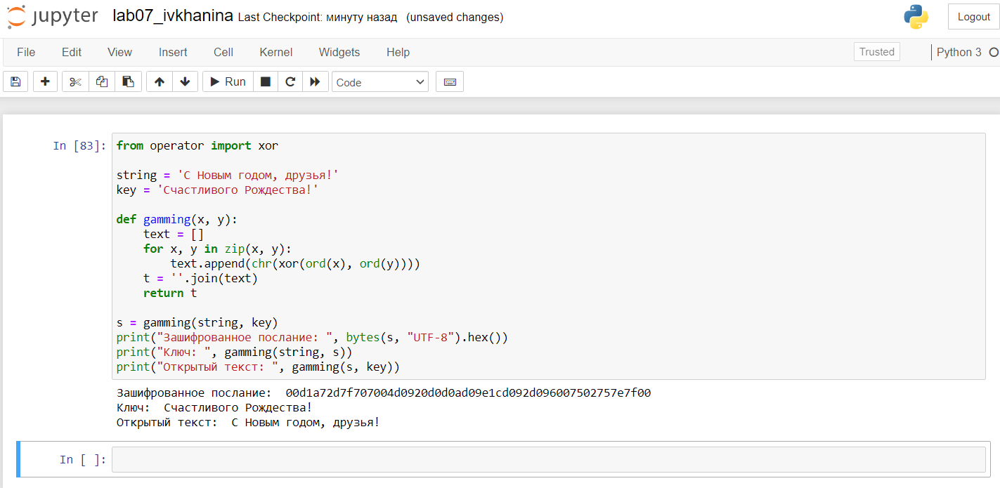 jupyter lab07_ivkhanina Last Checkpoint: минуту назад (unsaved changes) Logout
File Edit View Insert Cell Kernel Widgets Help Trusted Python 3
Run Code
In [83]: from operator import xor
string = 'С Новым годом, друзья!'
key = 'Счастливого Рождества!'
def gamming(x, y):
    text = []
    for x, y in zip(x, y):
        text.append(chr(xor(ord(x), ord(y))))
    t = ''.join(text)
    return t
s = gamming(string, key)
print("Зашифрованное послание: ", bytes(s, "UTF-8").hex())
print("Ключ: ", gamming(string, s))
print("Открытый текст: ", gamming(s, key))
Зашифрованное послание:  00d1a72d7f707004d0920d0d0ad09e1cd092d096007502757e7f00
Ключ:  Счастливого Рождества!
Открытый текст:  С Новым годом, друзья!
In [ ]: